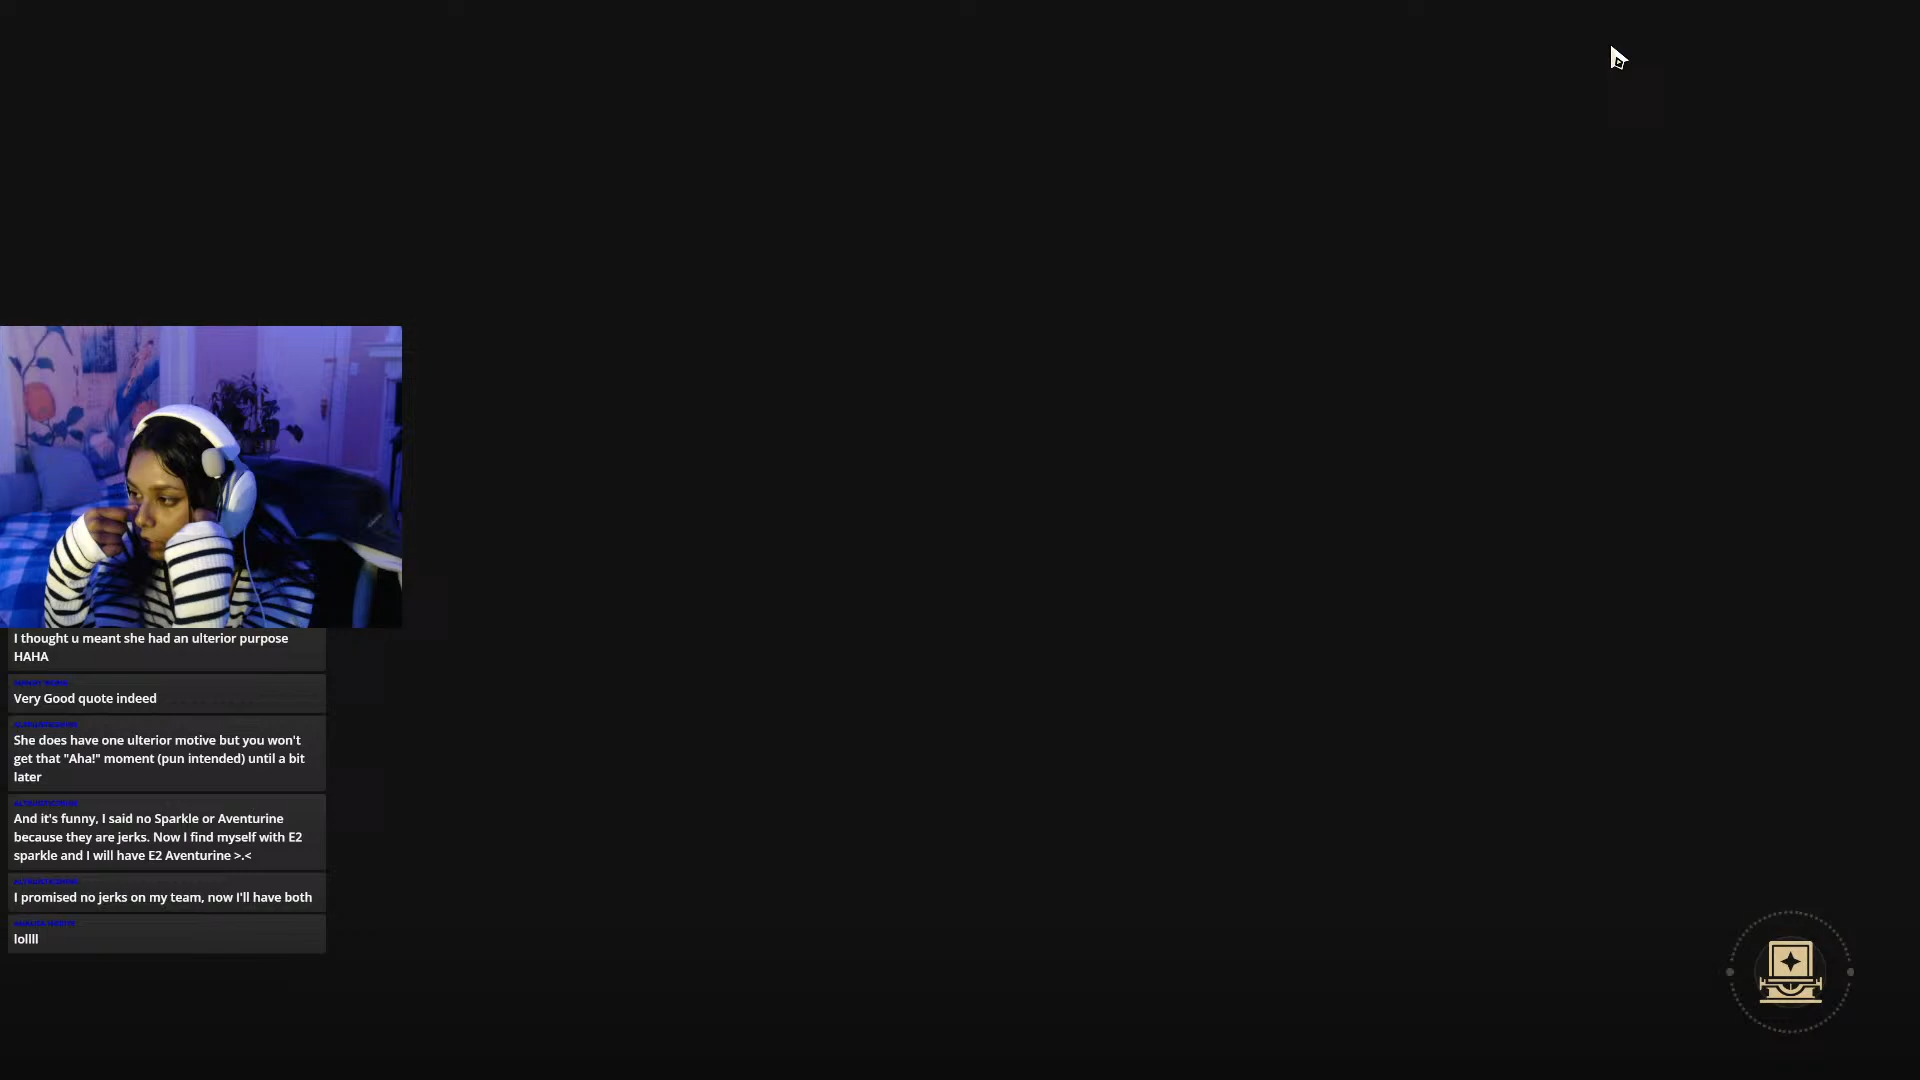 I thought u meant she had an ulterior purpose
HAHA
Very Good quote indeed
She does have one ulterior motive but you won't
get that "Aha!" moment (pun intended) until a bit
later
And it's funny, I said no Sparkle or Aventurine
because they are jerks. Now I find myself with E2
sparkle and I will have E2 Aventurine >.<
I promised no jerks on my team, now I'll have both
lollll